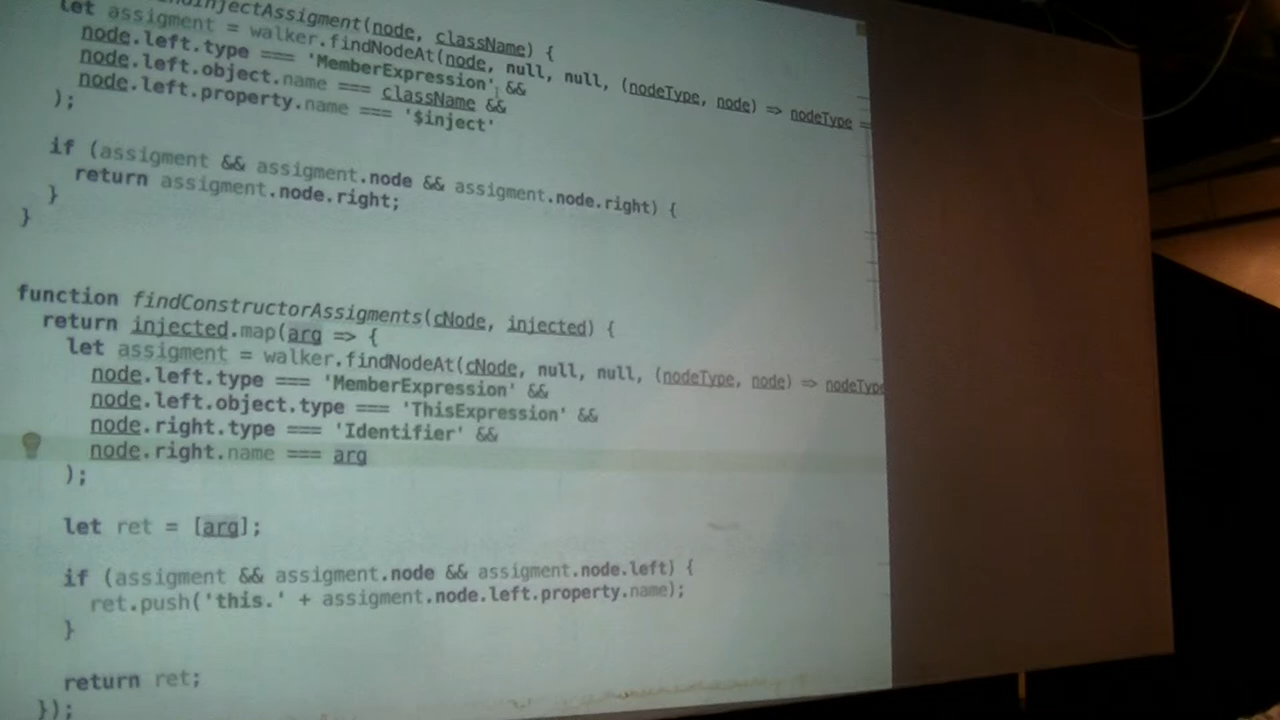 InjectAssigment(node, className) {
let assigment = walker.findNodeAt(node, null, null, (nodeType, node) => nodeType =
node.left.type === 'MemberExpression' &&
node.left.object.name === className &&
node.left.property.name === '$inject'
);
if (assigment && assigment.node && assigment.node.right) {
return assigment.node.right;
}
}
function findConstructorAssigments(cNode, injected) {
return injected.map(arg => {
let assigment = walker.findNodeAt(cNode, null, null, (nodeType, node) => nodeType
node.left.type === 'MemberExpression' &&
node.left.object.type === 'ThisExpression' &&
node.right.type === 'Identifier' &&
node.right.name === arg
);
let ret = [arg];
if (assigment && assigment.node && assigment.node.left) {
ret.push('this.' + assigment.node.left.property.name);
}
return ret;
});